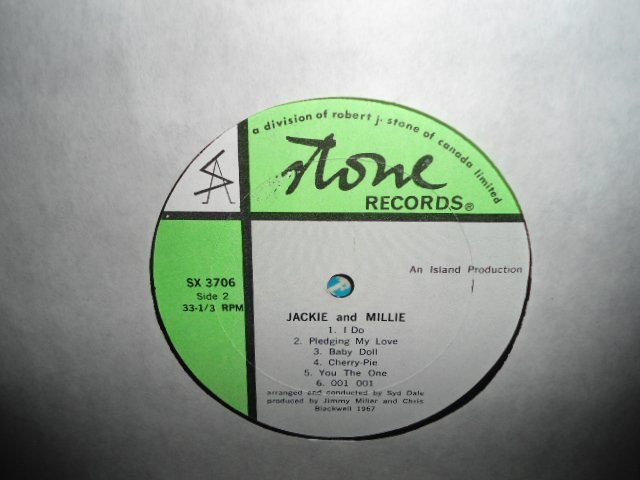 a division of robert j. stone of canada limited
stone
RECORDS®
An Island Production
SX 3706
Side 2
33-1/3 RPM
JACKIE and MILLIE
1. I Do
2. Pledging My Love
3. Baby Doll
4. Cherry-Pie
5. You The One
6. 001 001
arranged and conducted by Syd Dale
produced by Jimmy Miller and Chris
Blackwell 1967